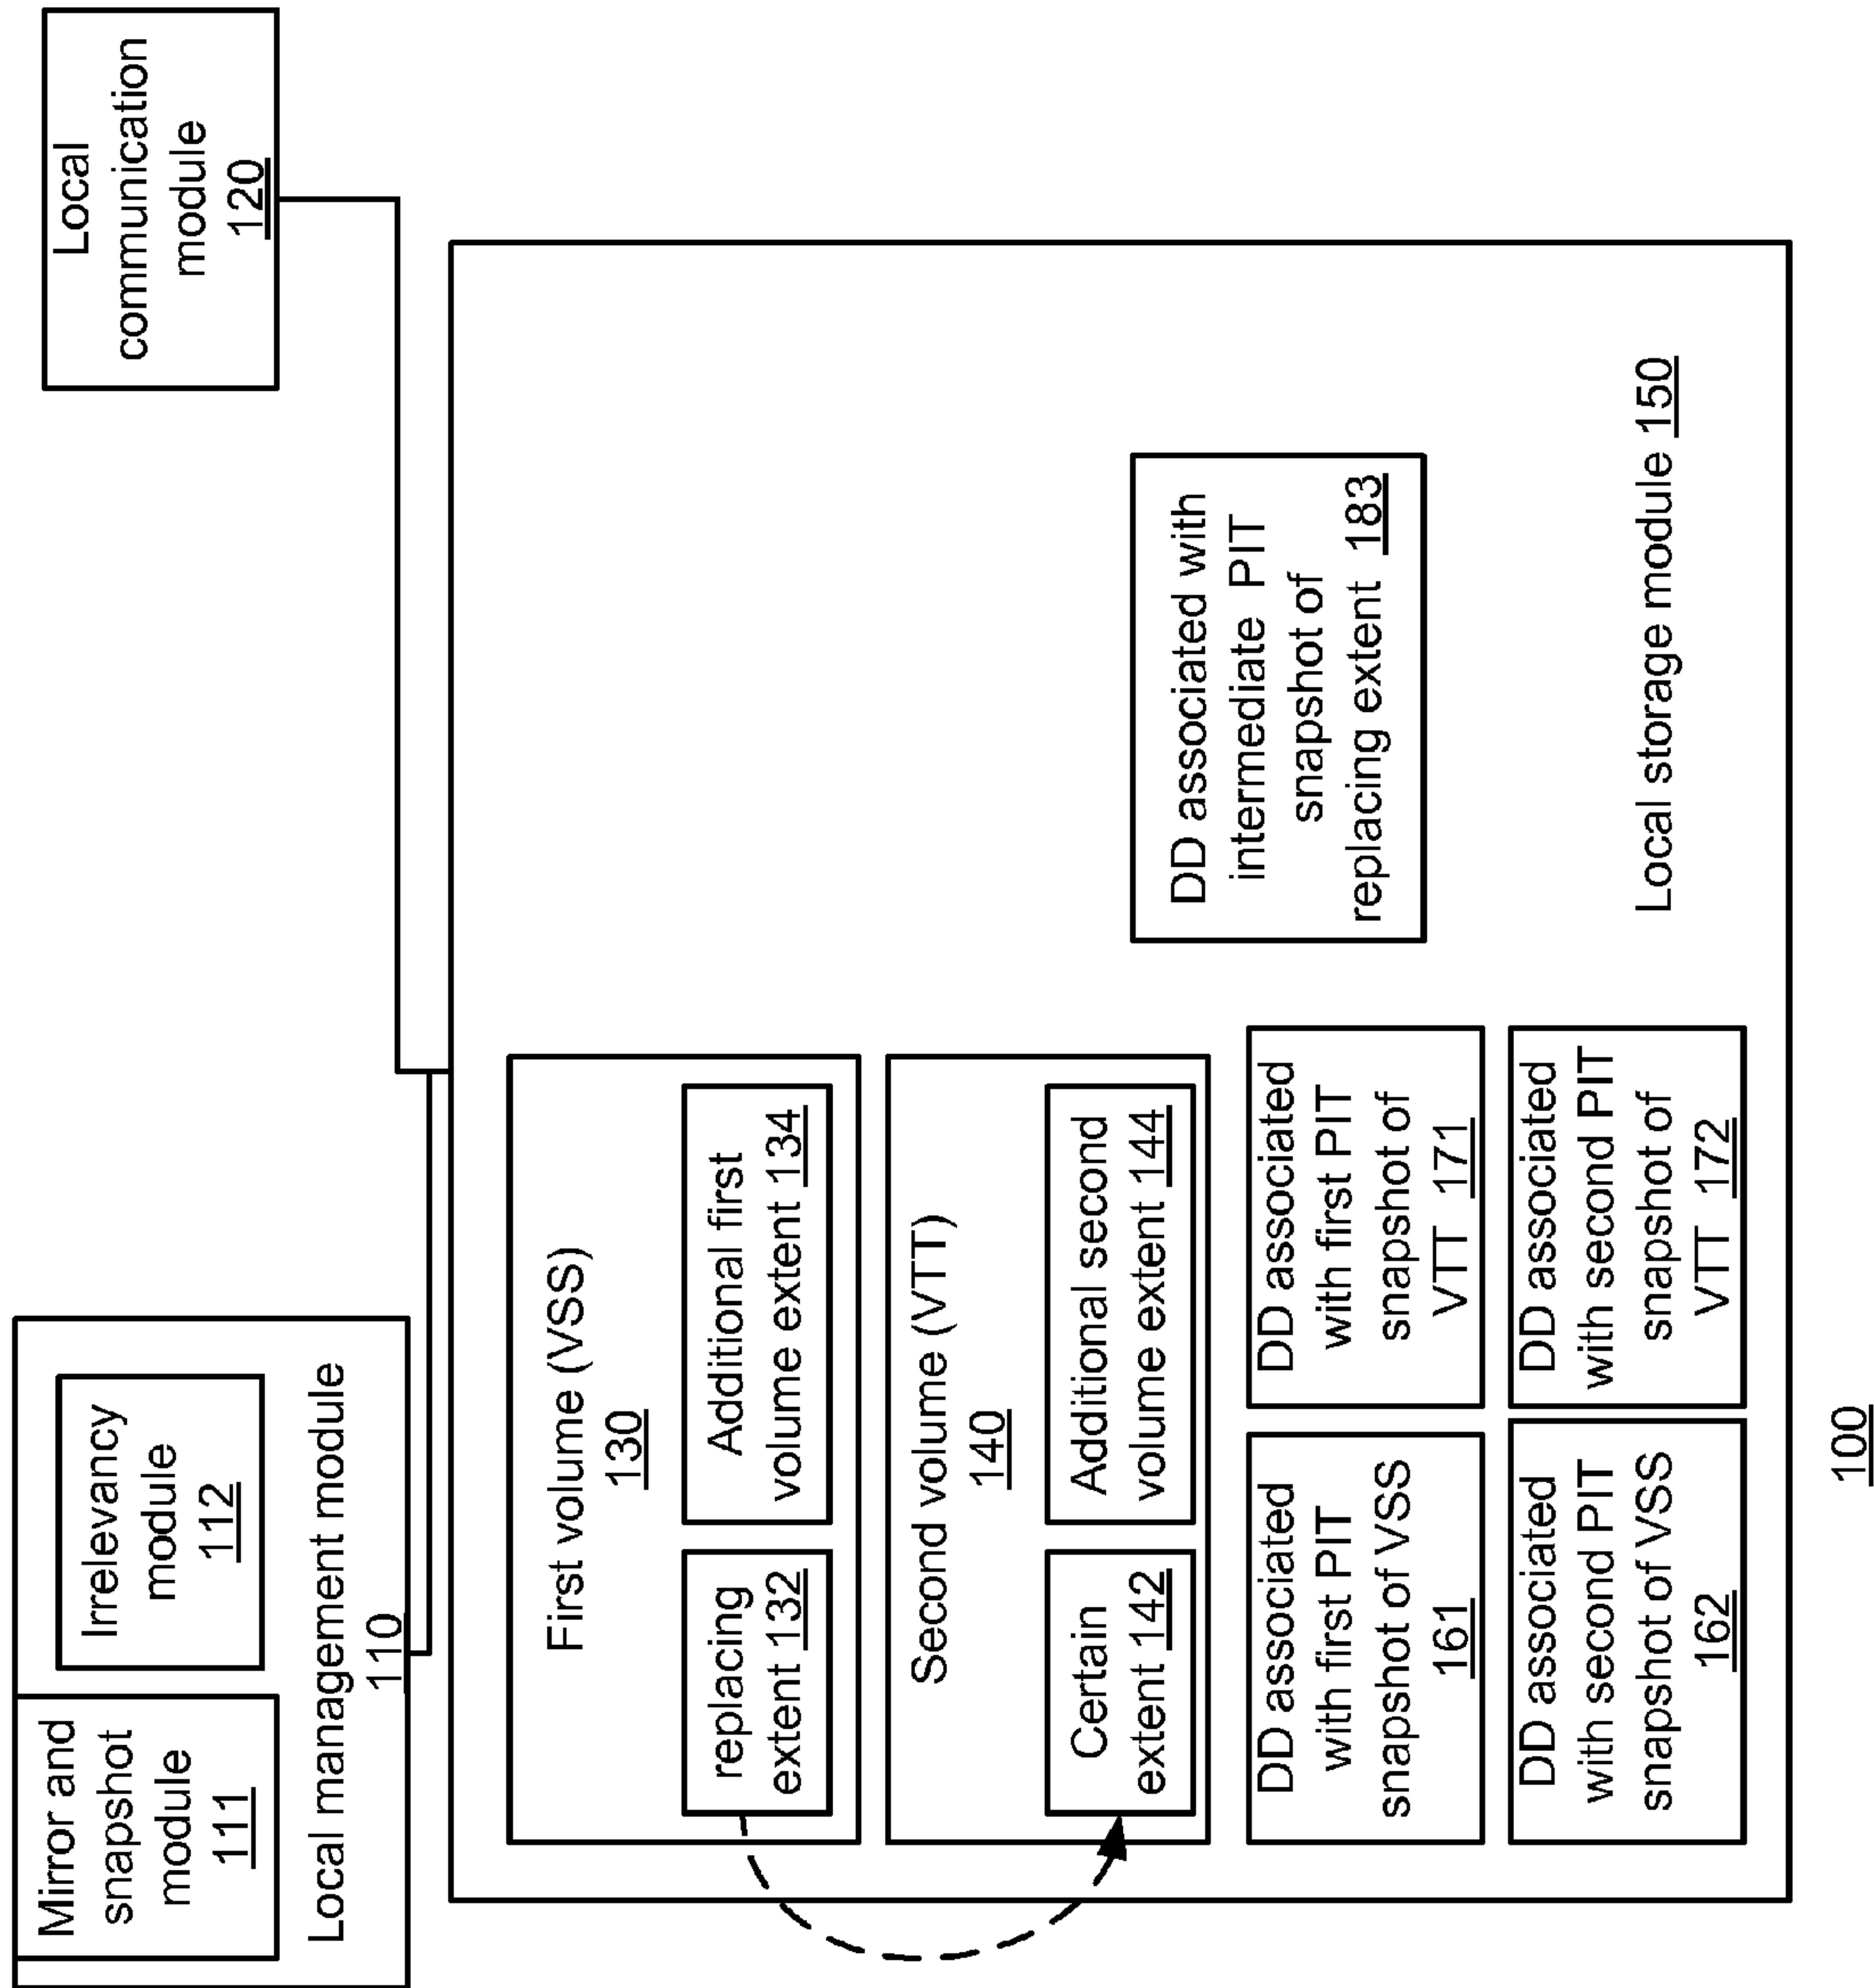 Mirror and
snapshot
module
111
Irrelevancy
module
112
Local management module
110
Local
communication
module
120
First volume (VSS)
130
replacing
extent 132
Additional first
volume extent 134
Second volume (VTT)
140
Certain
extent 142
Additional second
volume extent 144
DD associated
with first PIT
snapshot of VSS
161
DD associated
with first PIT
snapshot of
VTT 171
DD associated
with second PIT
snapshot of VSS
162
DD associated
with second PIT
snapshot of
VTT 172
DD associated with
intermediate PIT
snapshot of
replacing extent 183
Local storage module 150
100